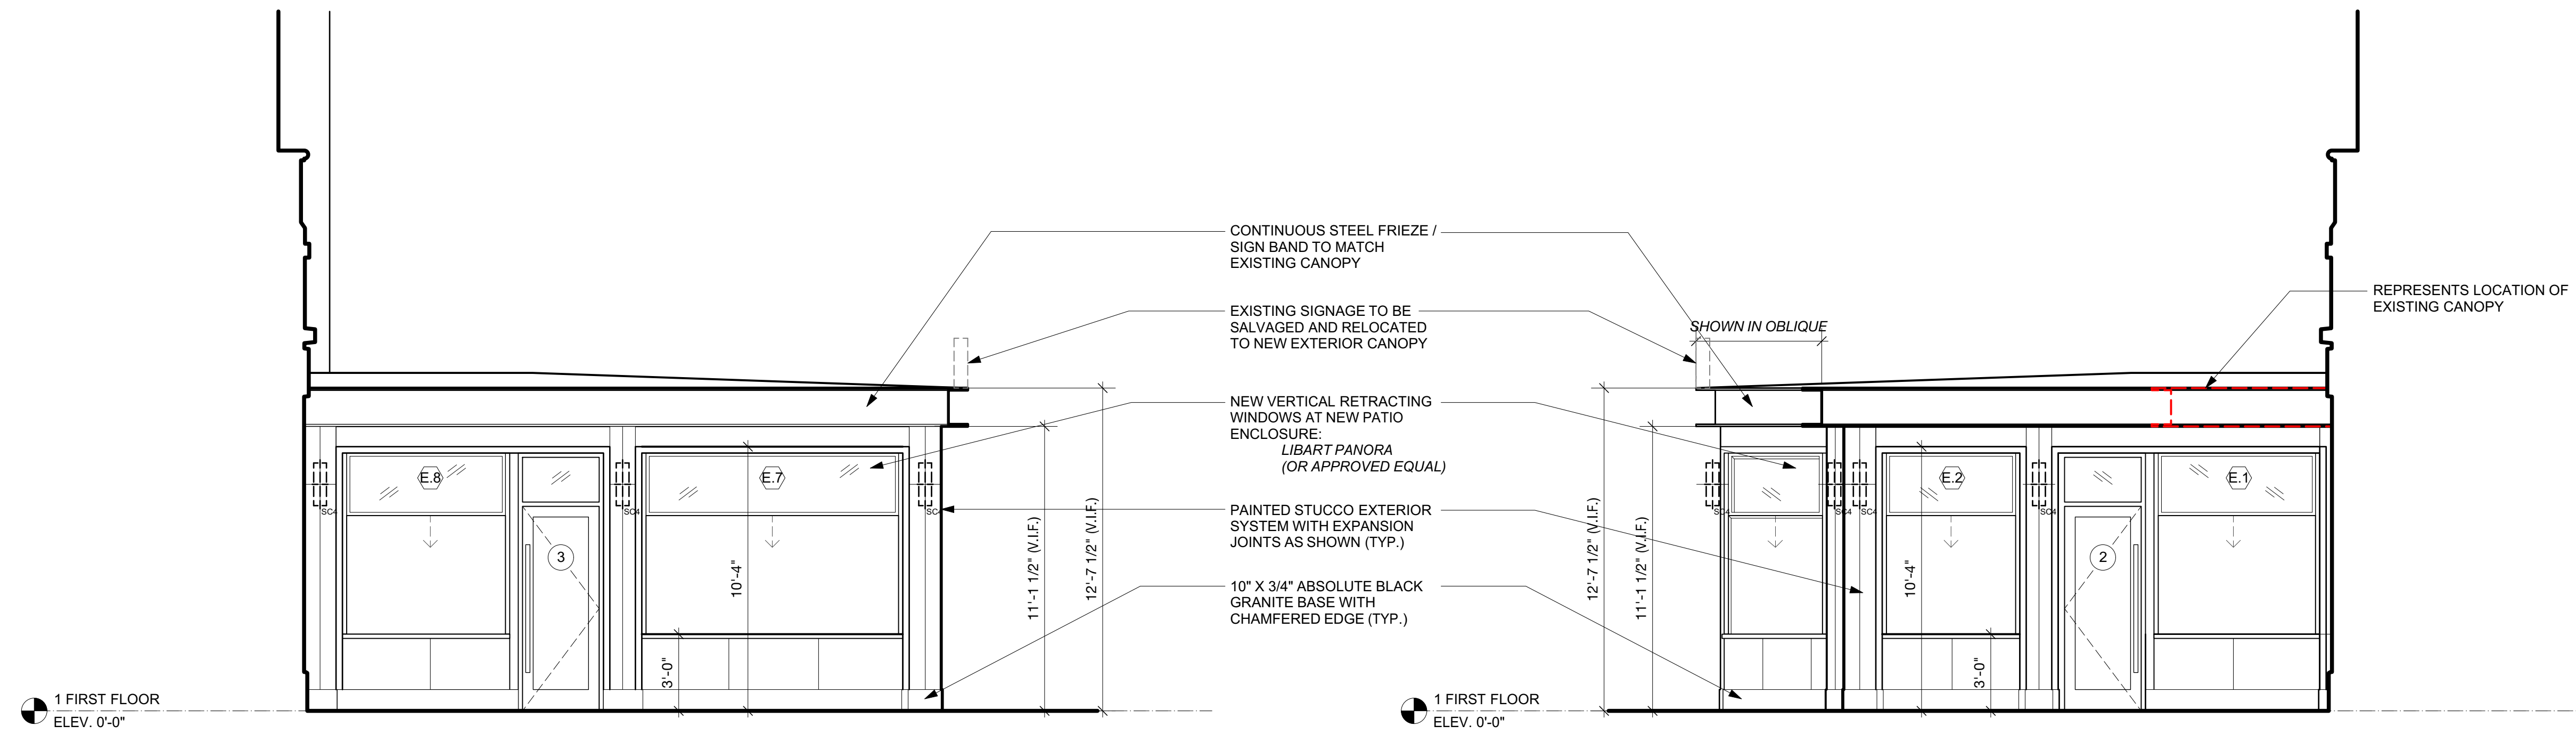 CONTINUOUS STEEL FRIEZE /
SIGN BAND TO MATCH
EXISTING CANOPY
REPRESENTS LOCATION OF
EXISTING CANOPY
EXISTING SIGNAGE TO BE
SALVAGED AND RELOCATED
TO NEW EXTERIOR CANOPY
SHOWN IN OBLIQUE
NEW VERTICAL RETRACTING
WINDOWS AT NEW PATIO
ENCLOSURE:
LIBART PANORA
(OR APPROVED EQUAL)
E.8
E.7
E.2
E.1
SC4
SC4
SC4
SC4
SC4
SC4
SC4
PAINTED STUCCO EXTERIOR
SYSTEM WITH EXPANSION
JOINTS AS SHOWN (TYP.)
3
2
10'-4"
11'-1 1/2" (V.I.F.)
12'-7 1/2" (V.I.F.)
12'-7 1/2" (V.I.F.)
11'-1 1/2" (V.I.F.)
10'-4"
10" X 3/4" ABSOLUTE BLACK
GRANITE BASE WITH
CHAMFERED EDGE (TYP.)
3'-0"
3'-0"
1 FIRST FLOOR
ELEV. 0'-0"
1 FIRST FLOOR
ELEV. 0'-0"